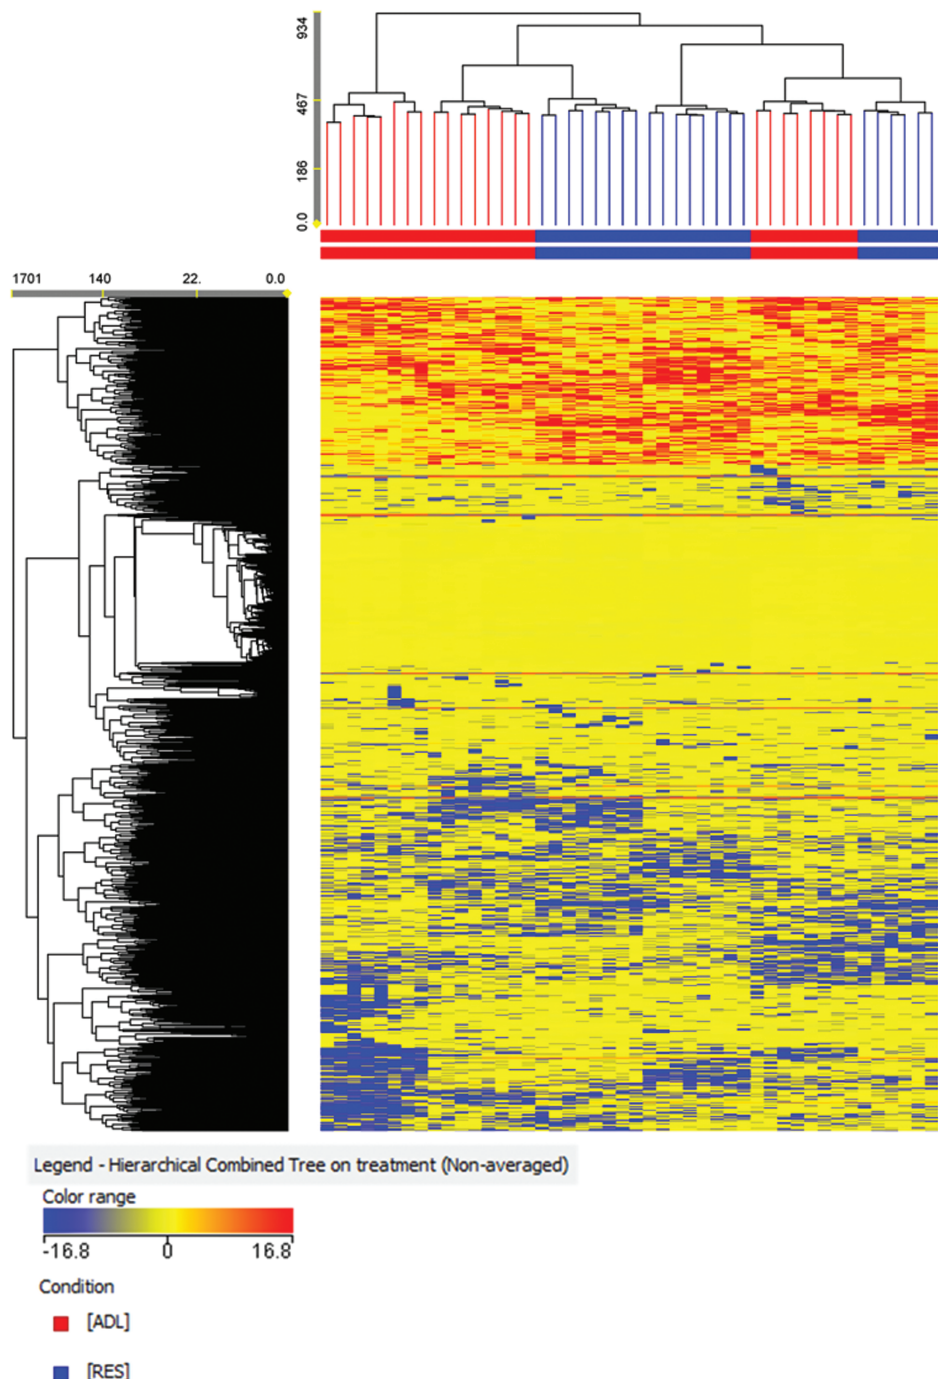 934
467
186
0.0
1701 140 22. 0.0
Legend - Hierarchical Combined Tree on treatment (Non-averaged)
Color range
-16.8 0 16.8
Condition
[ADL]
[RES]